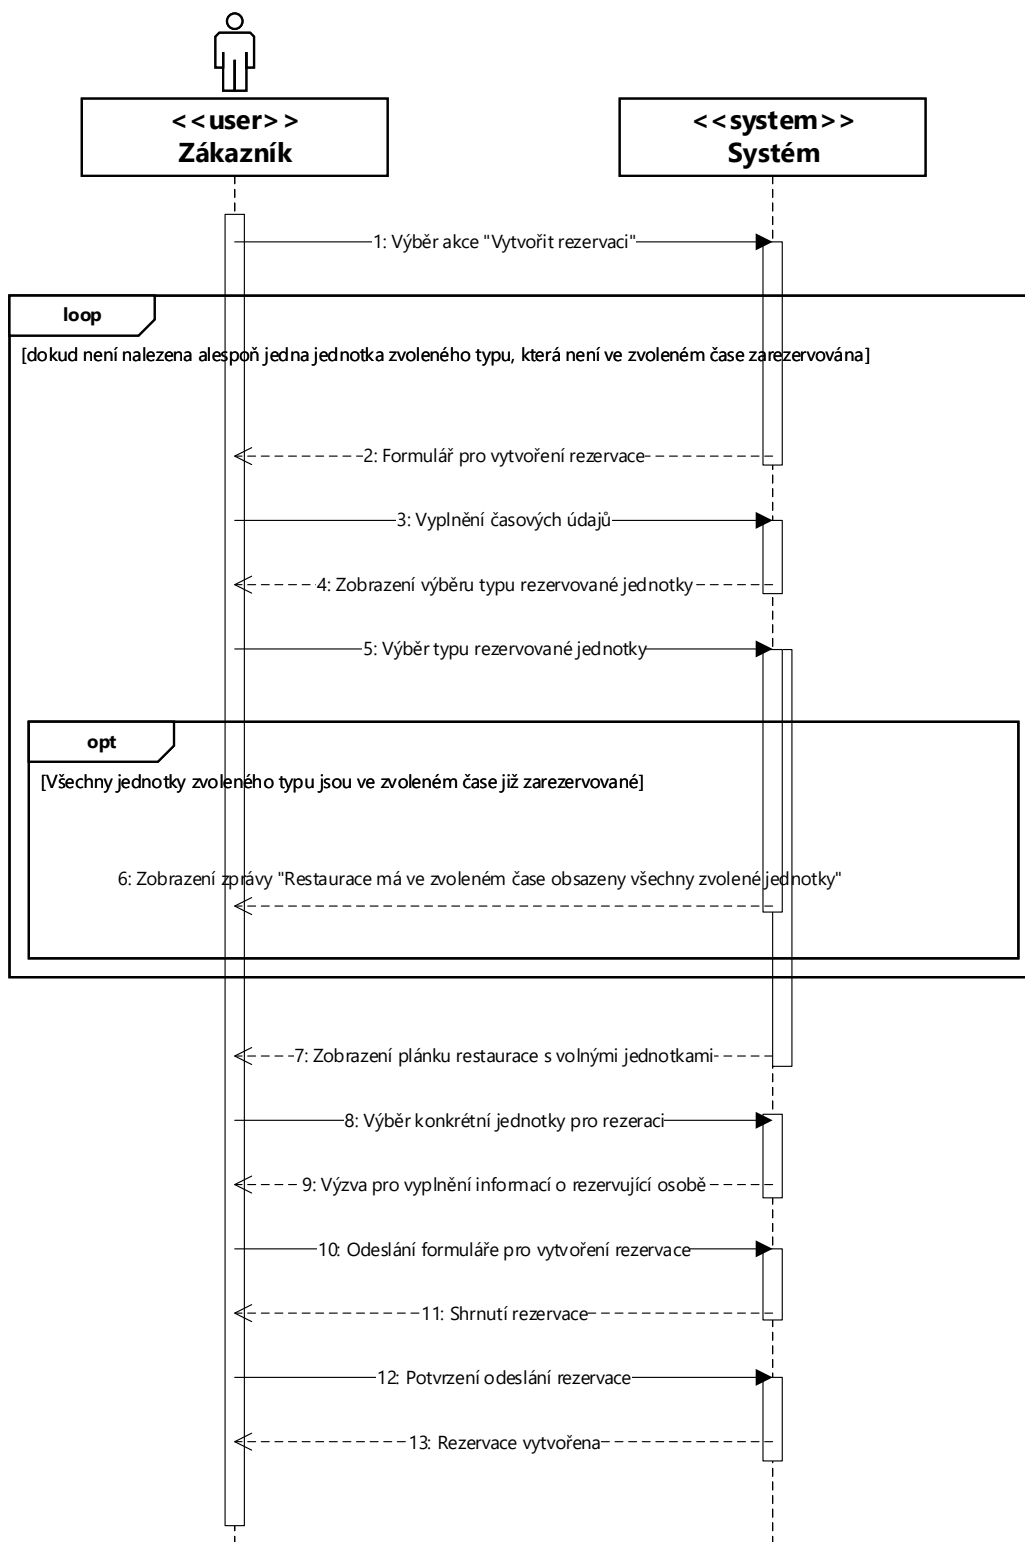 <<user>>
Zákazník
<<system>>
Systém
1: Výběr akce "Vytvořit rezervaci"
loop
[dokud není nalezena alespoň jedna jednotka zvoleného typu, která není ve zvoleném čase zarezervována]
2: Formulář pro vytvoření rezervace
3: Vyplnění časových údajů
4: Zobrazení výběru typu rezervované jednotky
5: Výběr typu rezervované jednotky
opt
[Všechny jednotky zvoleného typu jsou ve zvoleném čase již zarezervované]
6: Zobrazení zprávy "Restaurace má ve zvoleném čase obsazeny všechny zvolené jednotky"
7: Zobrazení plánku restaurace s volnými jednotkami
8: Výběr konkrétní jednotky pro rezeraci
9: Výzva pro vyplnění informací o rezervující osobě
10: Odeslání formuláře pro vytvoření rezervace
11: Shrnutí rezervace
12: Potvrzení odeslání rezervace
13: Rezervace vytvořena